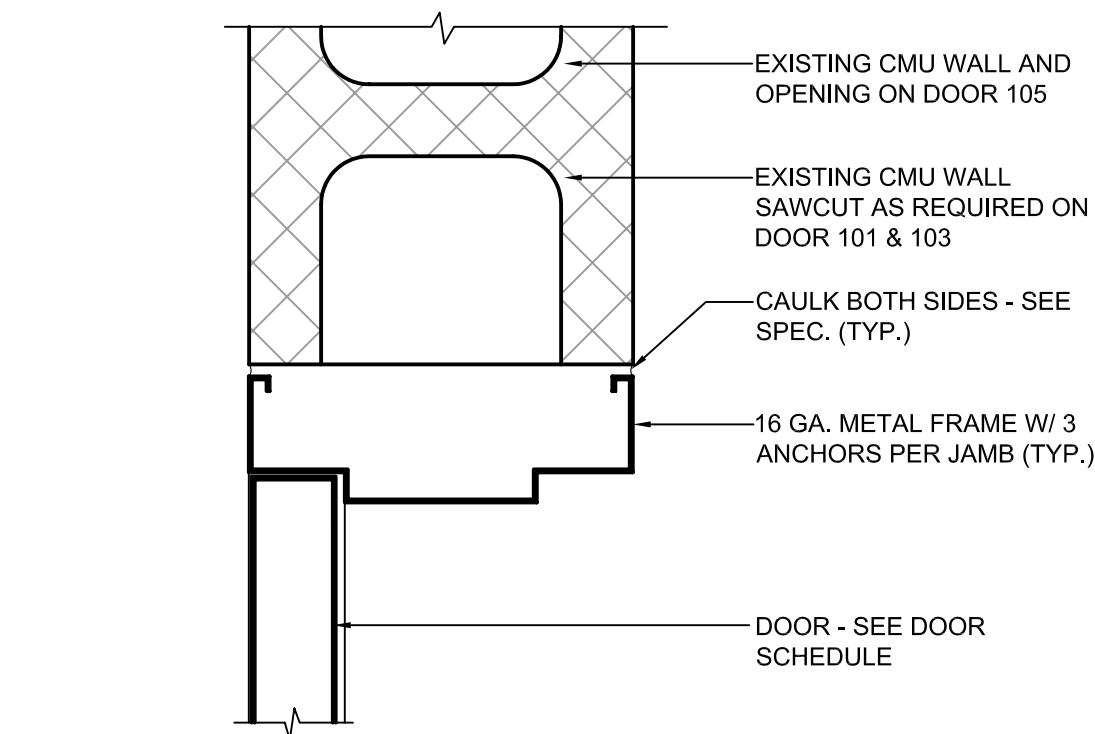 EXISTING CMU WALL AND
OPENING ON DOOR 105
EXISTING CMU WALL
SAWCUT AS REQUIRED ON
DOOR 101 & 103
CAULK BOTH SIDES - SEE
SPEC. (TYP.)
16 GA. METAL FRAME W/ 3
ANCHORS PER JAMB (TYP.)
DOOR - SEE DOOR
SCHEDULE